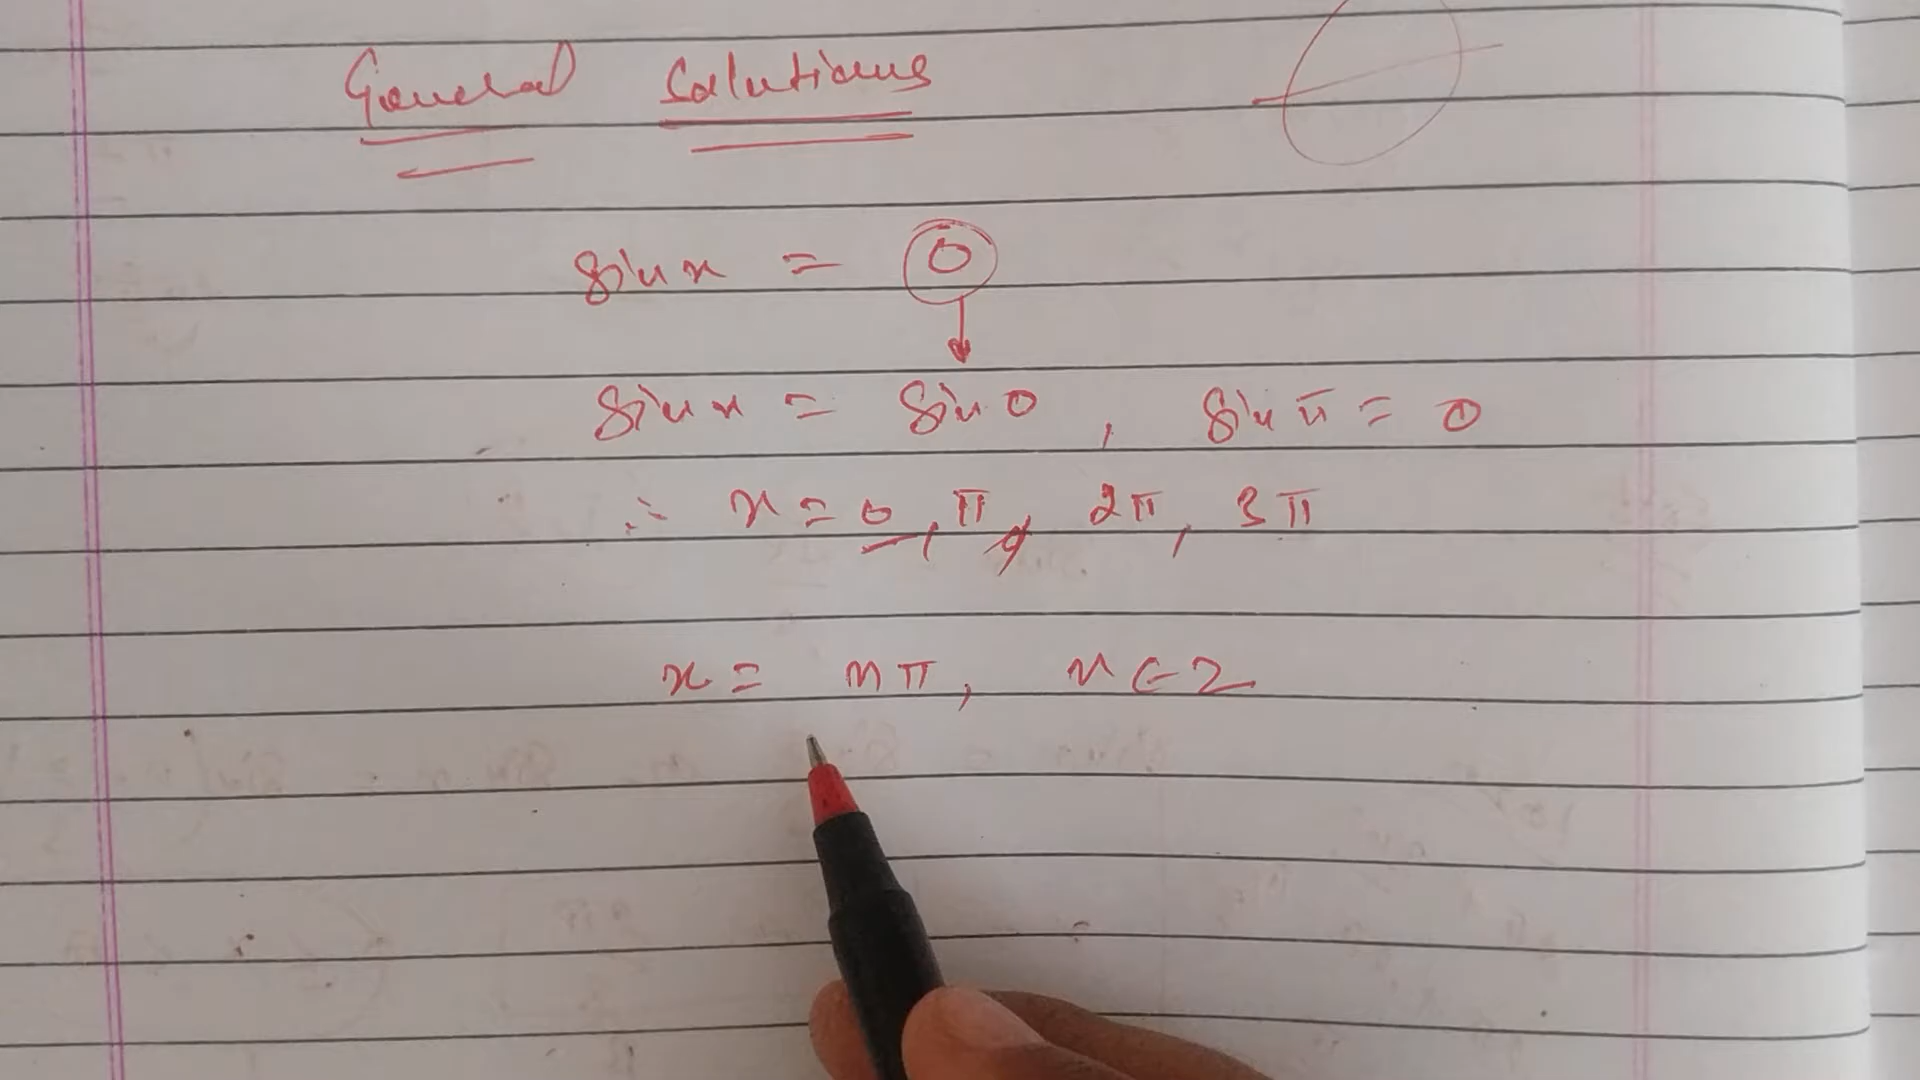 General Solutions
sin x = 0
sin x = sin 0 , sin π = 0
∴ x = 0, π, 2π, 3π
x = nπ, n ∈ Z